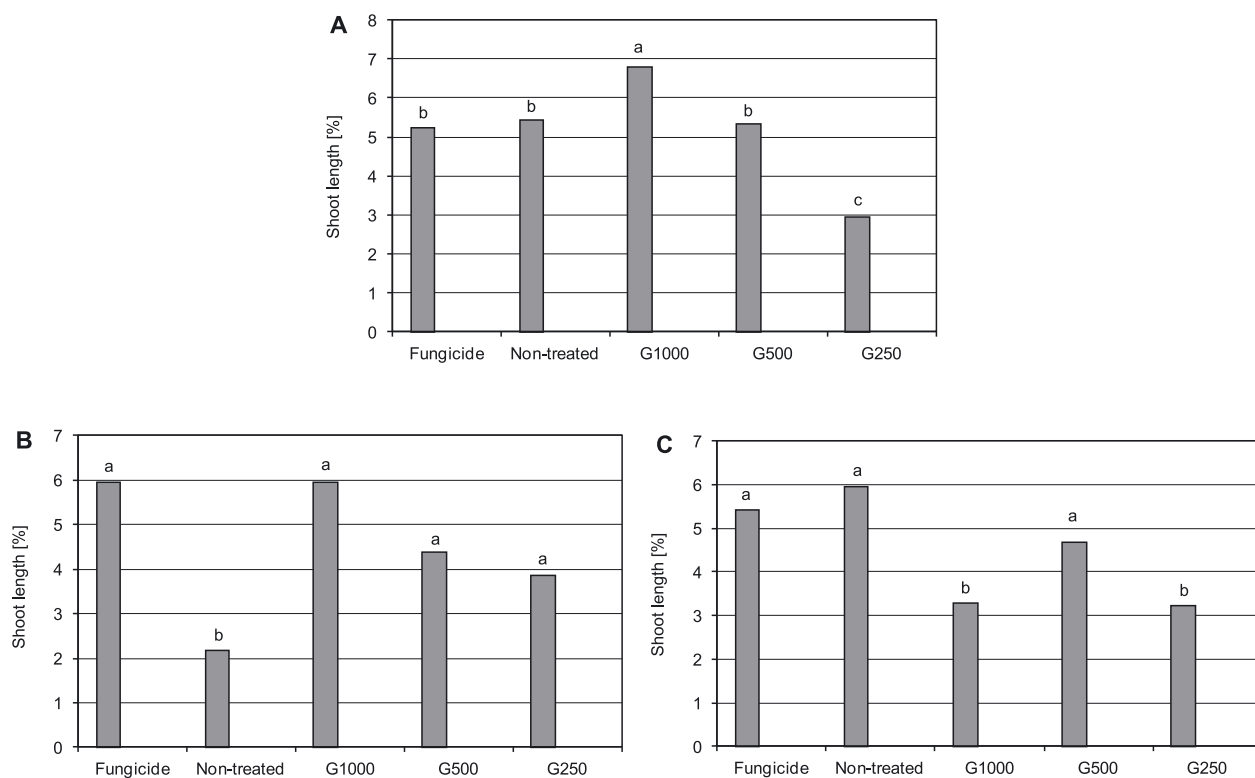 A
8
a
7
6
b b b
5
4
c
3
2
1
0
Shoot length [%]
Fungicide Non-treated G1000 G500 G250
B
7
a a
6
5
a
a
4
3
b
2
1
0
Shoot length [%]
Fungicide Non-treated G1000 G500 G250
C
7
a
6
a
a
5
4
b b
3
2
1
0
Shoot length [%]
Fungicide Non-treated G1000 G500 G250